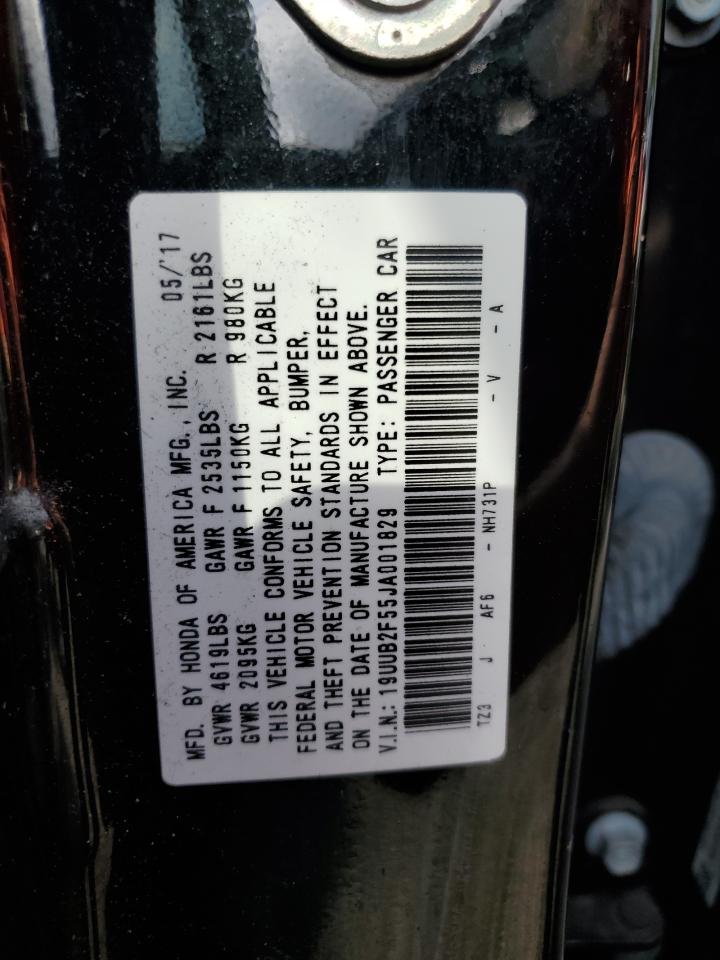 MFD. BY HONDA OF AMERICA MFG., INC. 05/'17
GVWR 4619LBS GAWR F 2535LBS R 2161LBS
GVWR 2095KG GAWR F 1150KG R 980KG
THIS VEHICLE CONFORMS TO ALL APPLICABLE
FEDERAL MOTOR VEHICLE SAFETY, BUMPER,
AND THEFT PREVENTION STANDARDS IN EFFECT
ON THE DATE OF MANUFACTURE SHOWN ABOVE.
V.I.N.: 19UUB2F55JA001829 TYPE: PASSENGER CAR
TZ3 J AF6 - NH731P - V - A